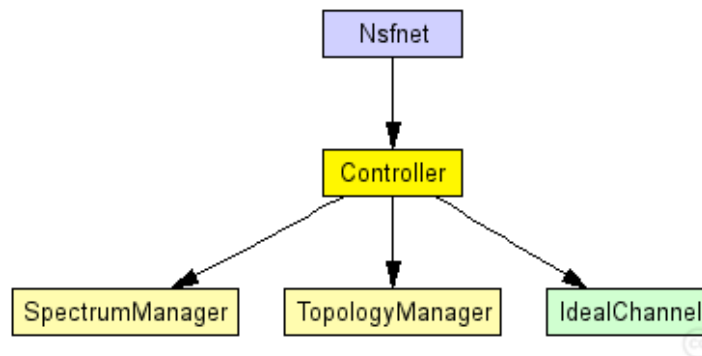 Nsfnet
Controller
SpectrumManager
TopologyManager
IdealChannel